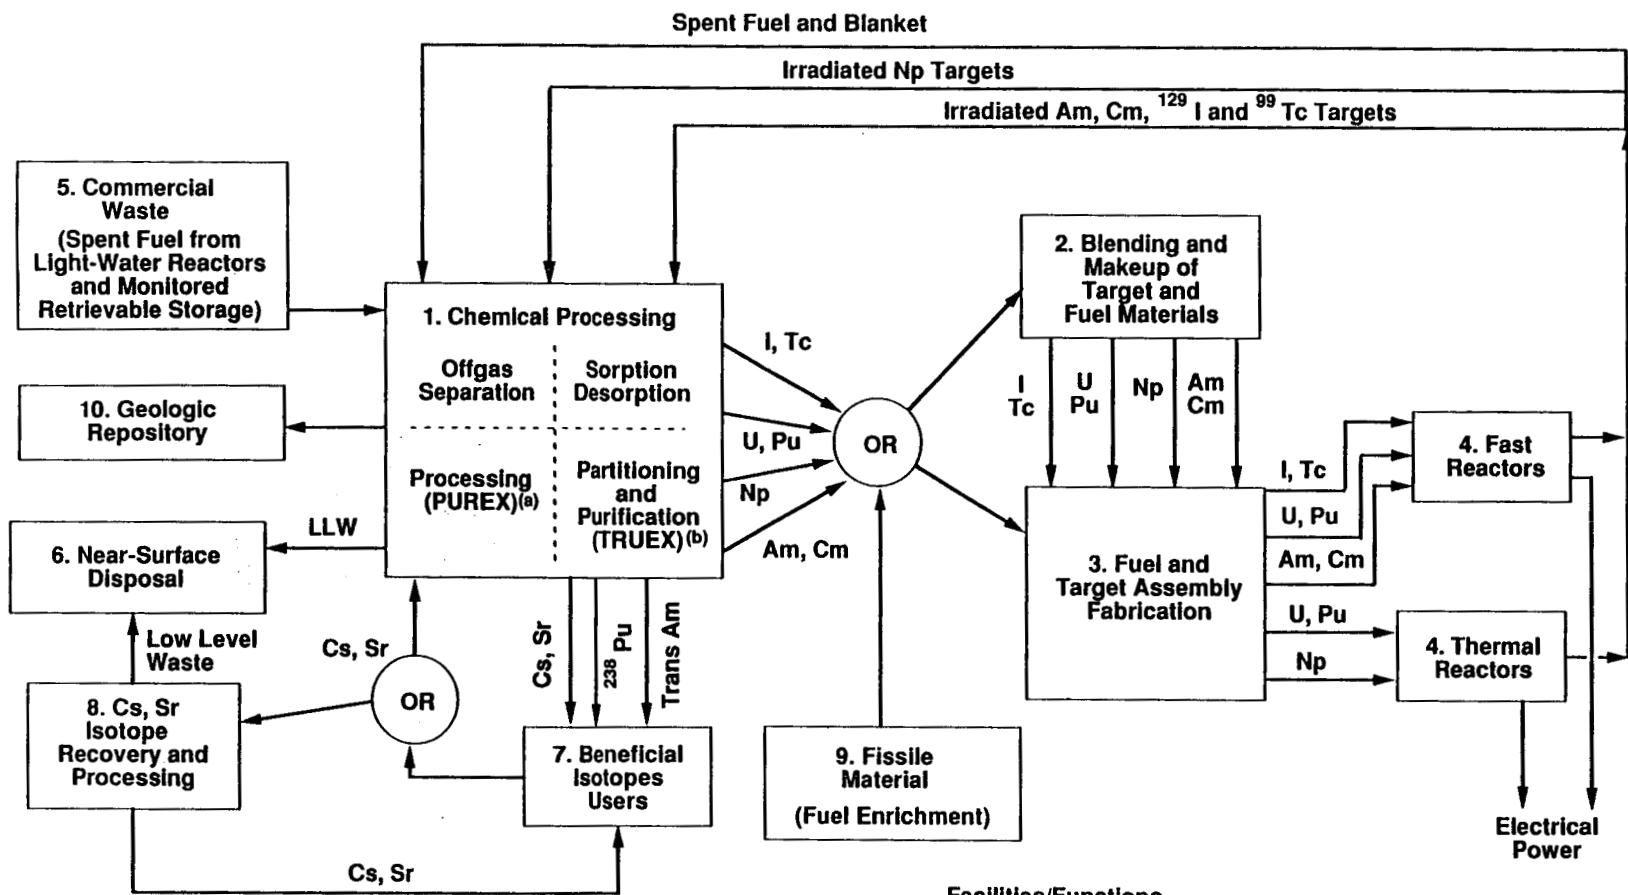 Spent Fuel and Blanket
Irradiated Np Targets
Irradiated Am, Cm, 129 I and 99 Tc Targets
5. Commercial
Waste
(Spent Fuel from
Light-Water Reactors
and Monitored
Retrievable Storage)
1. Chemical Processing
Offgas
Separation
Sorption
Desorption
Processing
(PUREX)(a)
Partitioning
and
Purification
(TRUEX)(b)
10. Geologic
Repository
LLW
6. Near-Surface
Disposal
Low Level
Waste
8. Cs, Sr
Isotope
Recovery and
Processing
Cs, Sr
OR
Cs, Sr
238 Pu
Trans Am
7. Beneficial
Isotopes
Users
Cs, Sr
I, Tc
U, Pu
Np
Am, Cm
OR
9. Fissile
Material
(Fuel Enrichment)
2. Blending and
Makeup of
Target and
Fuel Materials
I
Tc
U
Pu
Np
Am
Cm
3. Fuel and
Target Assembly
Fabrication
I, Tc
U, Pu
Am, Cm
U, Pu
Np
4. Fast
Reactors
4. Thermal
Reactors
Electrical
Power
Facilities/Functions